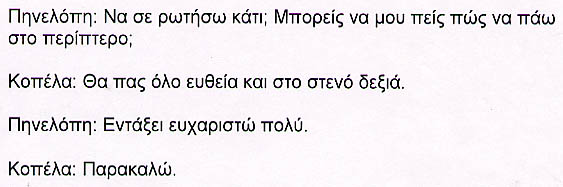 Πηνελόπη: Να σε ρωτήσω κάτι; Μπορείς να μου πείς πώς να πάω
στο περίπτερο;
Κοπέλα: Θα πας όλο ευθεία και στο στενό δεξιά.
Πηνελόπη: Εντάξει ευχαριστώ πολύ.
Κοπέλα: Παρακαλώ.